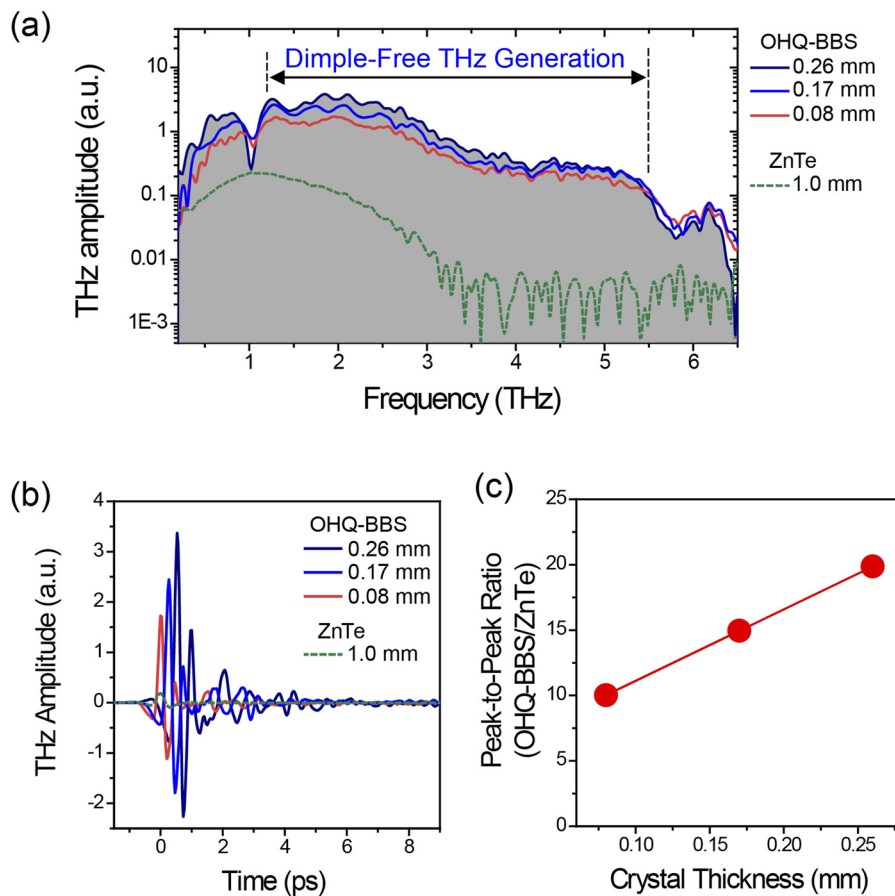 (a)
Dimple-Free THz Generation
THz amplitude (a.u.)
10
1
0.1
0.01
1E-3
1 2 3 4 5 6
Frequency (THz)
OHQ-BBS
0.26 mm
0.17 mm
0.08 mm
ZnTe
1.0 mm
(b)
THz Amplitude (a.u.)
4
3
2
1
0
-1
-2
0 2 4 6 8
Time (ps)
OHQ-BBS
0.26 mm
0.17 mm
0.08 mm
ZnTe
1.0 mm
(c)
Peak-to-Peak Ratio
(OHQ-BBS/ZnTe)
25
20
15
10
5
0
0.10 0.15 0.20 0.25
Crystal Thickness (mm)